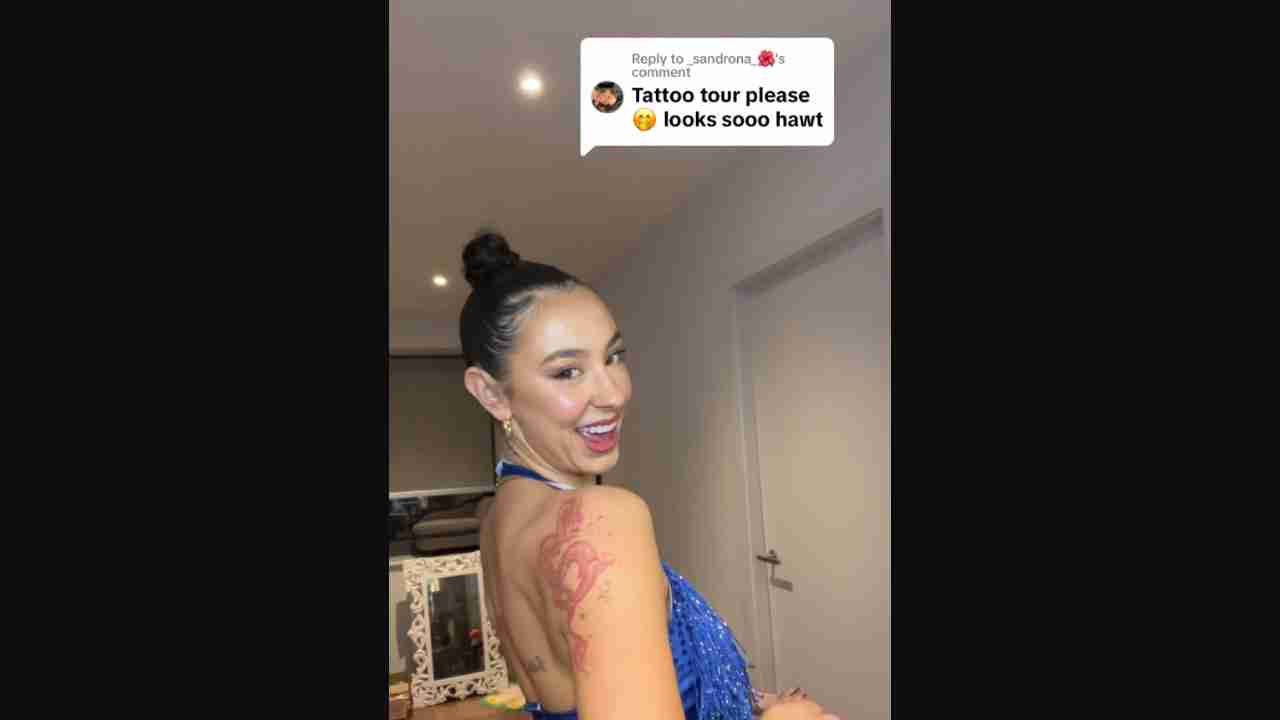 Reply to _sandrona_🌺's
comment
Tattoo tour please
🤭 looks sooo hawt